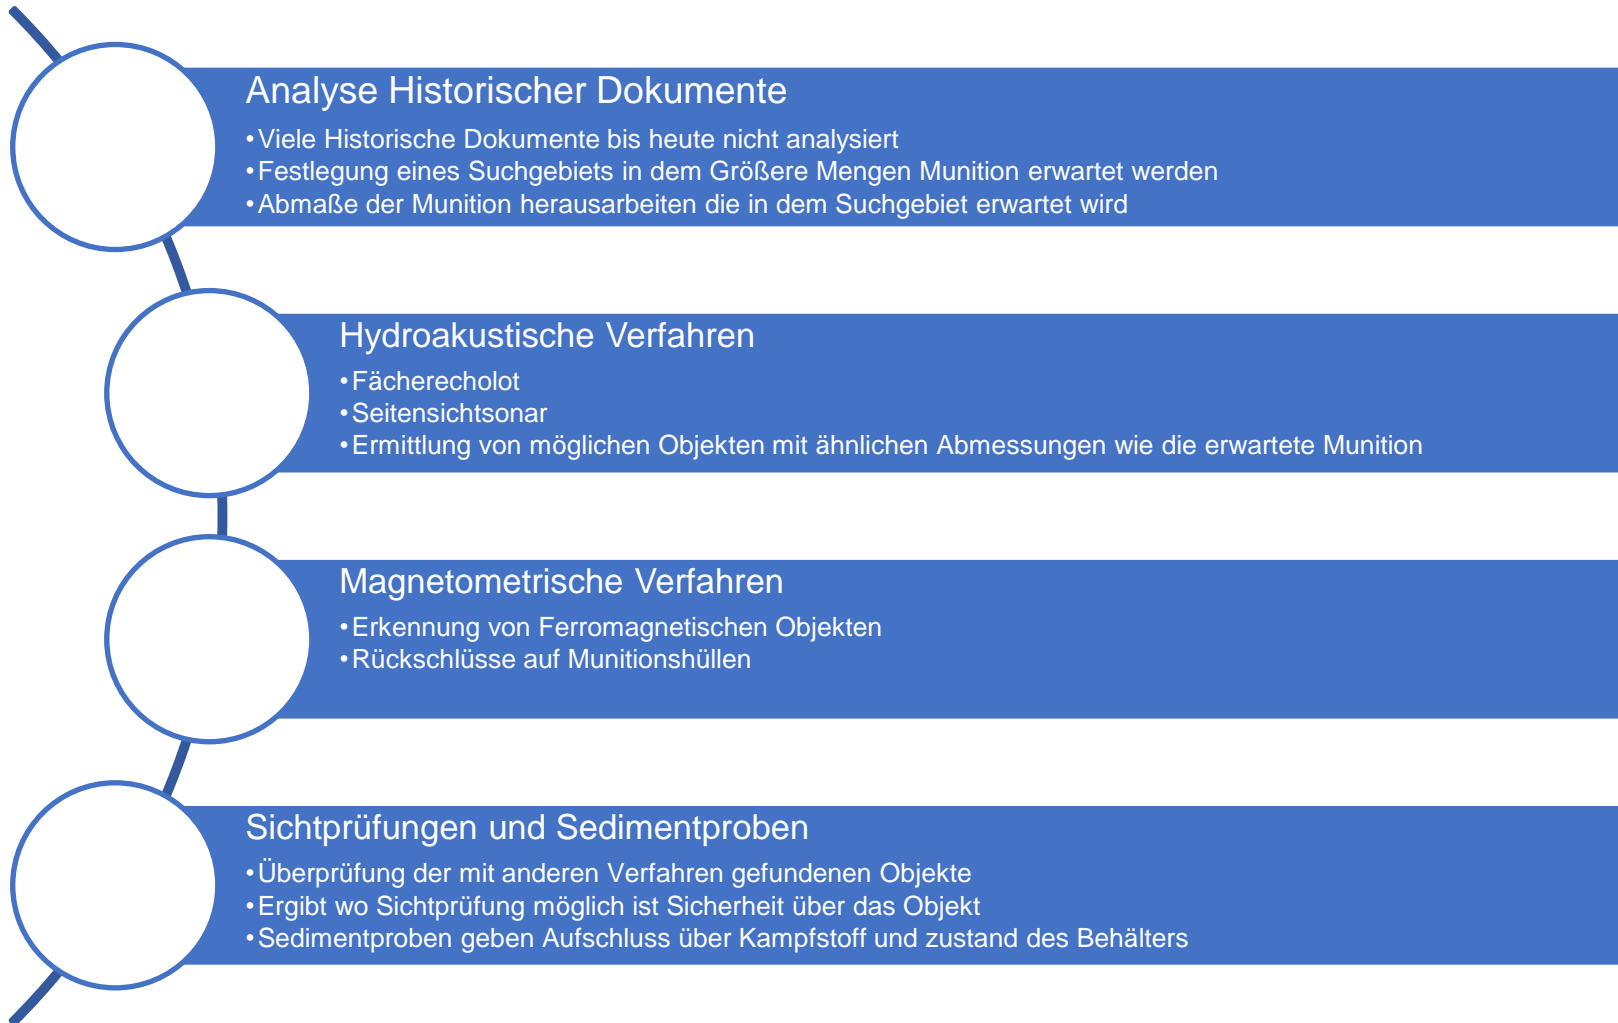 Analyse Historischer Dokumente
•Viele Historische Dokumente bis heute nicht analysiert
•Festlegung eines Suchgebiets in dem Größere Mengen Munition erwartet werden
•Abmaße der Munition herausarbeiten die in dem Suchgebiet erwartet wird
Hydroakustische Verfahren
•Fächerecholot
•Seitensichtsonar
•Ermittlung von möglichen Objekten mit ähnlichen Abmessungen wie die erwartete Munition
Magnetometrische Verfahren
•Erkennung von Ferromagnetischen Objekten
•Rückschlüsse auf Munitionshüllen
Sichtprüfungen und Sedimentproben
•Überprüfung der mit anderen Verfahren gefundenen Objekte
•Ergibt wo Sichtprüfung möglich ist Sicherheit über das Objekt
•Sedimentproben geben Aufschluss über Kampfstoff und zustand des Behälters